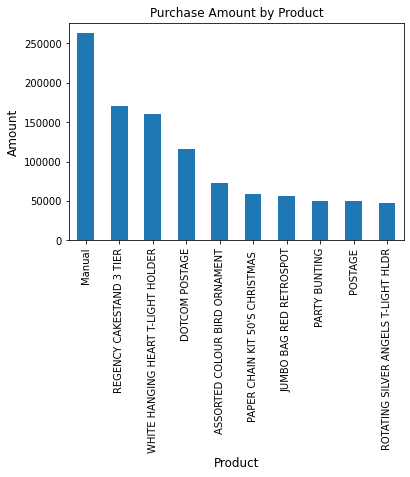 Purchase Amount by Product
Amount
250000
200000
150000
100000
50000
0
Manual
REGENCY CAKESTAND 3 TIER
WHITE HANGING HEART T-LIGHT HOLDER
DOTCOM POSTAGE
ASSORTED COLOUR BIRD ORNAMENT
PAPER CHAIN KIT 50'S CHRISTMAS
JUMBO BAG RED RETROSPOT
PARTY BUNTING
POSTAGE
ROTATING SILVER ANGELS T-LIGHT HLDR
Product